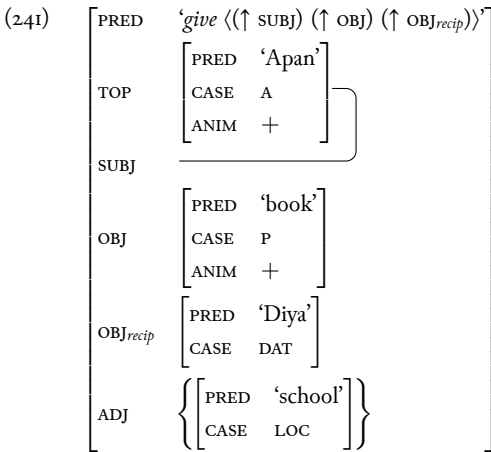 (241)
PRED ‘give ⟨(↑ SUBJ) (↑ OBJ) (↑ OBJrecip)⟩’
PRED ‘Apan’
TOP CASE A
ANIM +
SUBJ
PRED ‘book’
OBJ CASE P
ANIM +
OBJrecip PRED ‘Diya’
CASE DAT
ADJ { PRED ‘school’ }
CASE LOC